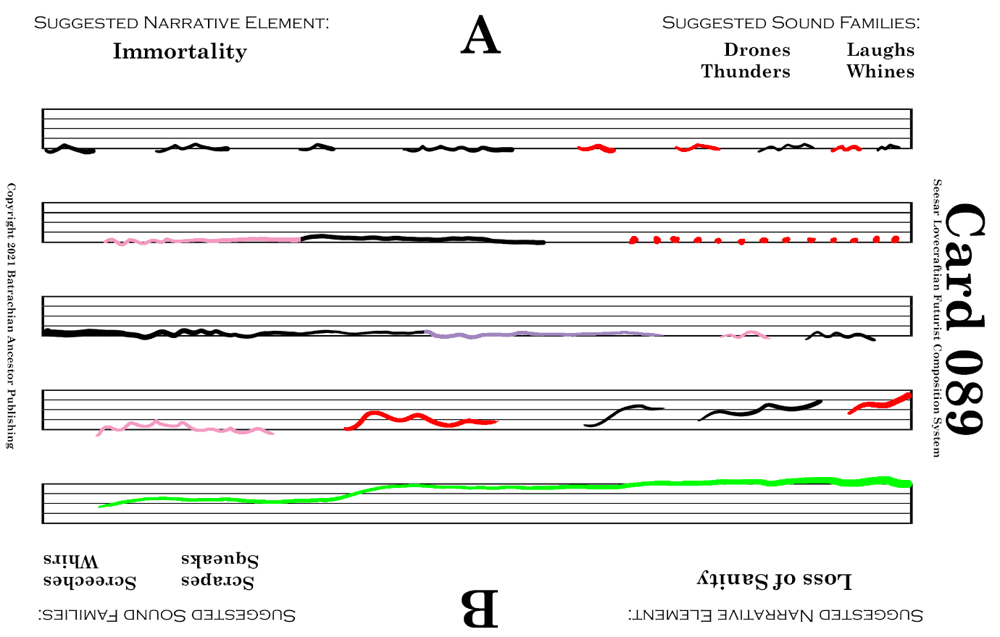 SUGGESTED NARRATIVE ELEMENT:
Immortality
A
SUGGESTED SOUND FAMILIES:
Drones Laughs
Thunders Whines
Card 089
Seesar Lovecraftian Futurist Composition System
Copyright 2021 Batrachian Ancestor Publishing
SUGGESTED NARRATIVE ELEMENT:
Loss of Sanity
B
SUGGESTED SOUND FAMILIES:
Scrapes Screeches
Squeaks Whirs